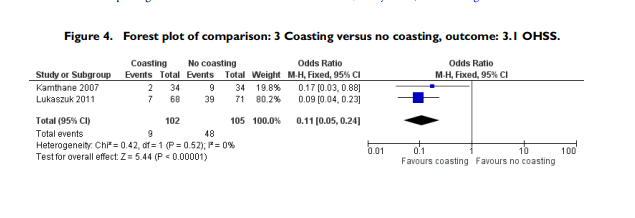 Figure 4. Forest plot of comparison: 3 Coasting versus no coasting, outcome: 3.1 OHSS.
Coasting No coasting Odds Ratio Odds Ratio
Study or Subgroup Events Total Events Total Weight M-H, Fixed, 95% CI M-H, Fixed, 95% CI
Kamthane 2007 2 34 9 34 19.8% 0.17 [0.03, 0.88]
Lukaszuk 2011 7 68 39 71 80.2% 0.09 [0.04, 0.23]
Total (95% CI) 102 105 100.0% 0.11 [0.05, 0.24]
Total events 9 48
Heterogeneity: Chi² = 0.42, df = 1 (P = 0.52); I² = 0%
Test for overall effect: Z = 5.44 (P < 0.00001)
0.01 0.1 1 10 100
Favours coasting Favours no coasting